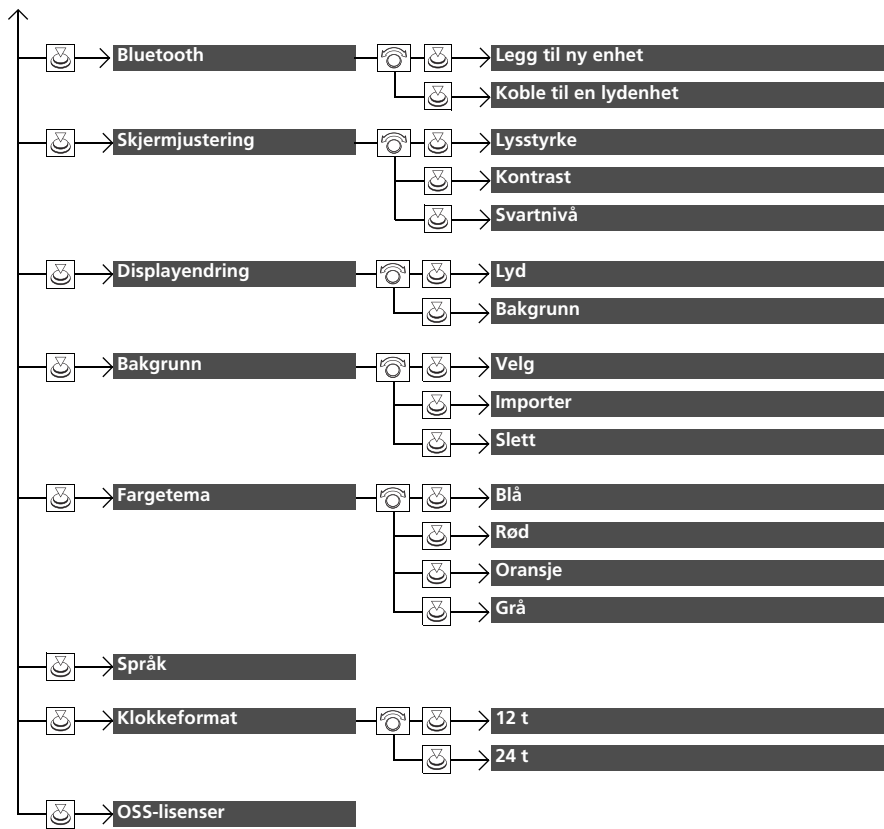 Bluetooth
Legg til ny enhet
Koble til en lydenhet
Skjermjustering
Lysstyrke
Kontrast
Svartnivå
Displayendring
Lyd
Bakgrunn
Bakgrunn
Velg
Importer
Slett
Fargetema
Blå
Rød
Oransje
Grå
Språk
Klokkeformat
12 t
24 t
OSS-lisenser